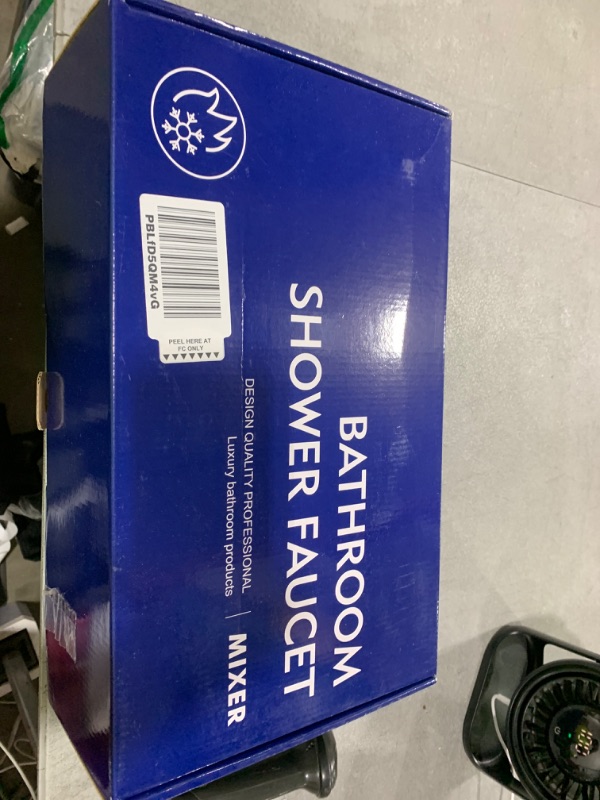 BATHROOM
SHOWER FAUCET
DESIGN QUALITY PROFESSIONAL
Luxury bathroom products | MIXER
PBLfD5QM4vG
PEEL HERE AT
FC ONLY